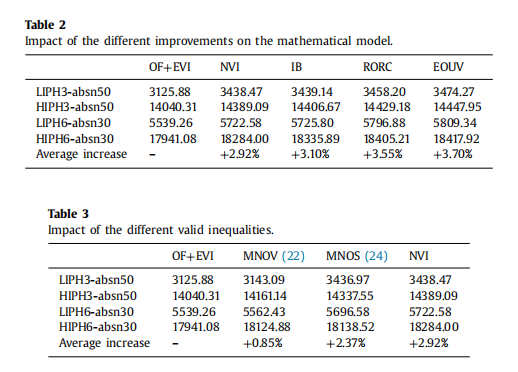 Table 2
Impact of the different improvements on the mathematical model.
OF+EVI NVI IB RORC EOUV
LIPH3-absn50 3125.88 3438.47 3439.14 3458.20 3474.27
HIPH3-absn50 14040.31 14389.09 14406.67 14429.18 14447.95
LIPH6-absn30 5539.26 5722.58 5725.80 5796.88 5809.34
HIPH6-absn30 17941.08 18284.00 18335.89 18405.21 18417.92
Average increase – +2.92% +3.10% +3.55% +3.70%
Table 3
Impact of the different valid inequalities.
OF+EVI MNOV (22) MNOS (24) NVI
LIPH3-absn50 3125.88 3143.09 3436.97 3438.47
HIPH3-absn50 14040.31 14161.14 14337.55 14389.09
LIPH6-absn30 5539.26 5562.43 5696.58 5722.58
HIPH6-absn30 17941.08 18124.88 18138.52 18284.00
Average increase – +0.85% +2.37% +2.92%